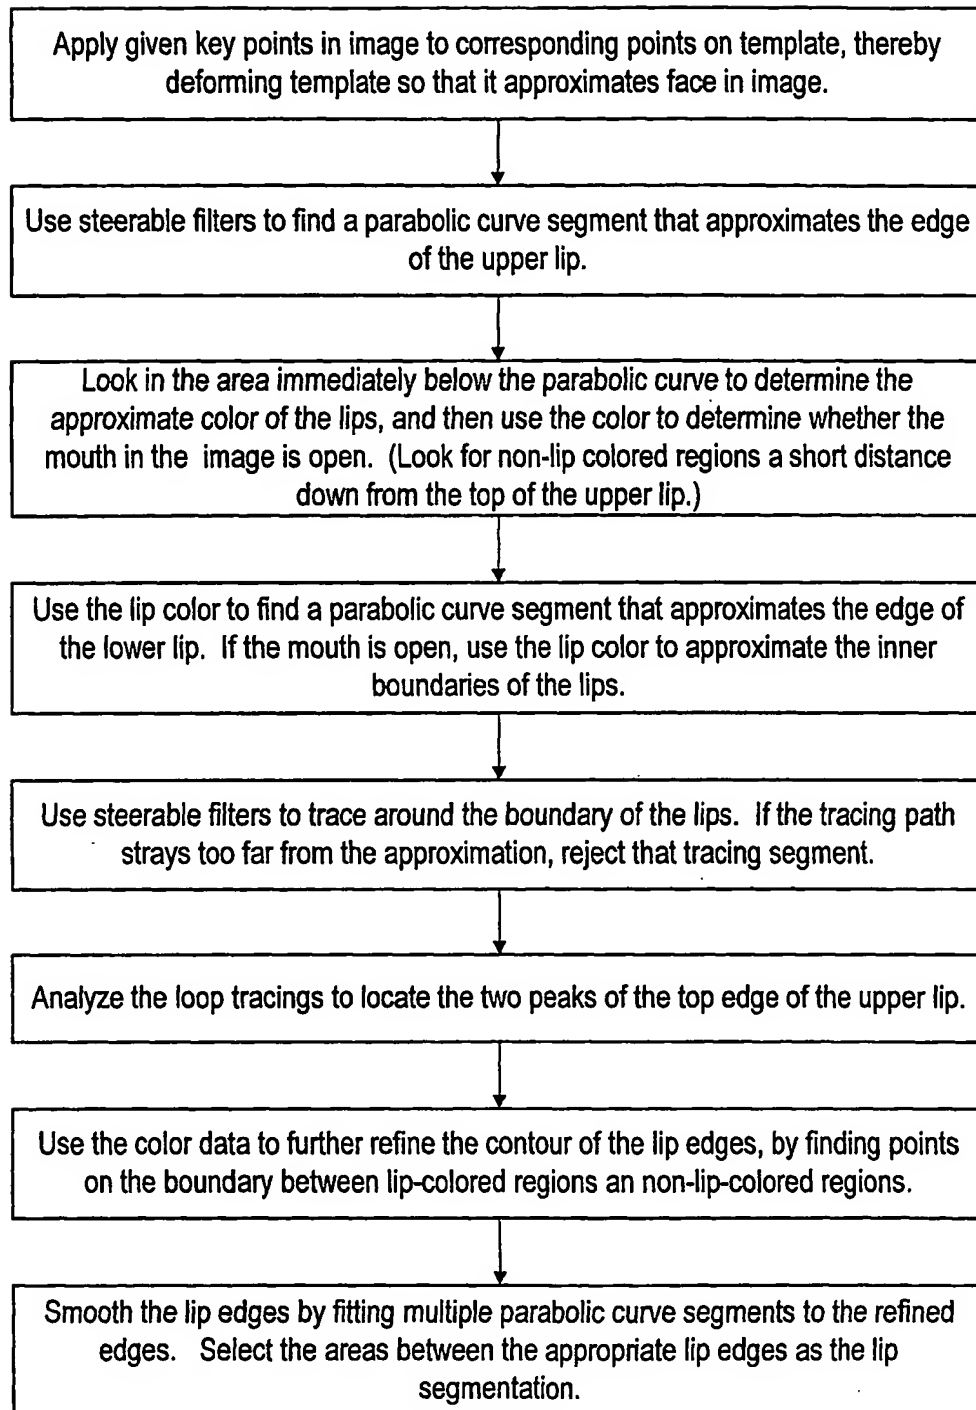 Apply given key points in image to corresponding points on template, thereby
deforming template so that it approximates face in image.
Use steerable filters to find a parabolic curve segment that approximates the edge
of the upper lip.
Look in the area immediately below the parabolic curve to determine the
approximate color of the lips, and then use the color to determine whether the
mouth in the image is open. (Look for non-lip colored regions a short distance
down from the top of the upper lip.)
Use the lip color to find a parabolic curve segment that approximates the edge of
the lower lip. If the mouth is open, use the lip color to approximate the inner
boundaries of the lips.
Use steerable filters to trace around the boundary of the lips. If the tracing path
strays too far from the approximation, reject that tracing segment.
Analyze the loop tracings to locate the two peaks of the top edge of the upper lip.
Use the color data to further refine the contour of the lip edges, by finding points
on the boundary between lip-colored regions an non-lip-colored regions.
Smooth the lip edges by fitting multiple parabolic curve segments to the refined
edges. Select the areas between the appropriate lip edges as the lip
segmentation.